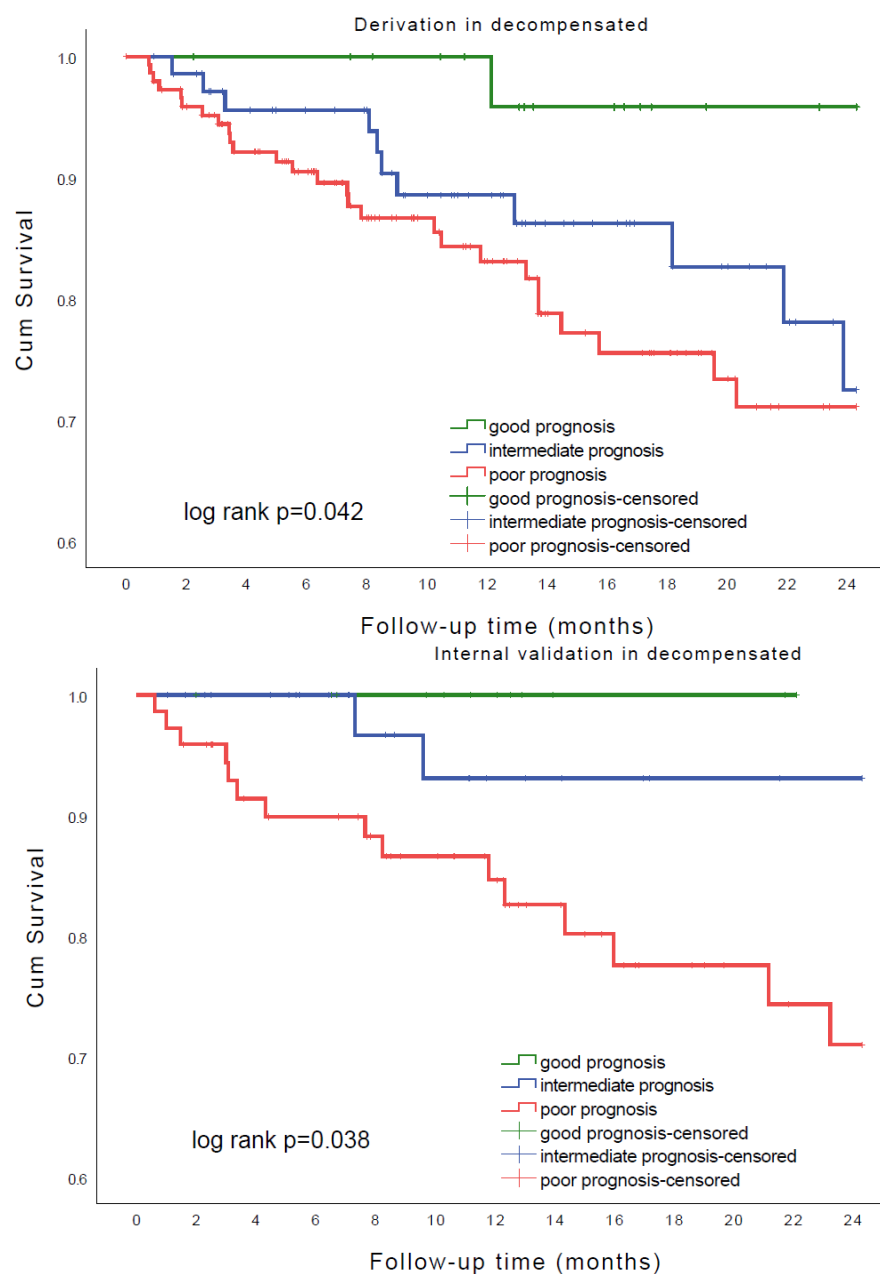 Derivation in decompensated
1.0
0.9
0.8
0.7
0.6
Cum Survival
good prognosis
intermediate prognosis
poor prognosis
good prognosis-censored
intermediate prognosis-censored
poor prognosis-censored
log rank p=0.042
0 2 4 6 8 10 12 14 16 18 20 22 24
Follow-up time (months)
Internal validation in decompensated
1.0
0.9
0.8
0.7
0.6
Cum Survival
good prognosis
intermediate prognosis
poor prognosis
good prognosis-censored
intermediate prognosis-censored
poor prognosis-censored
log rank p=0.038
0 2 4 6 8 10 12 14 16 18 20 22 24
Follow-up time (months)